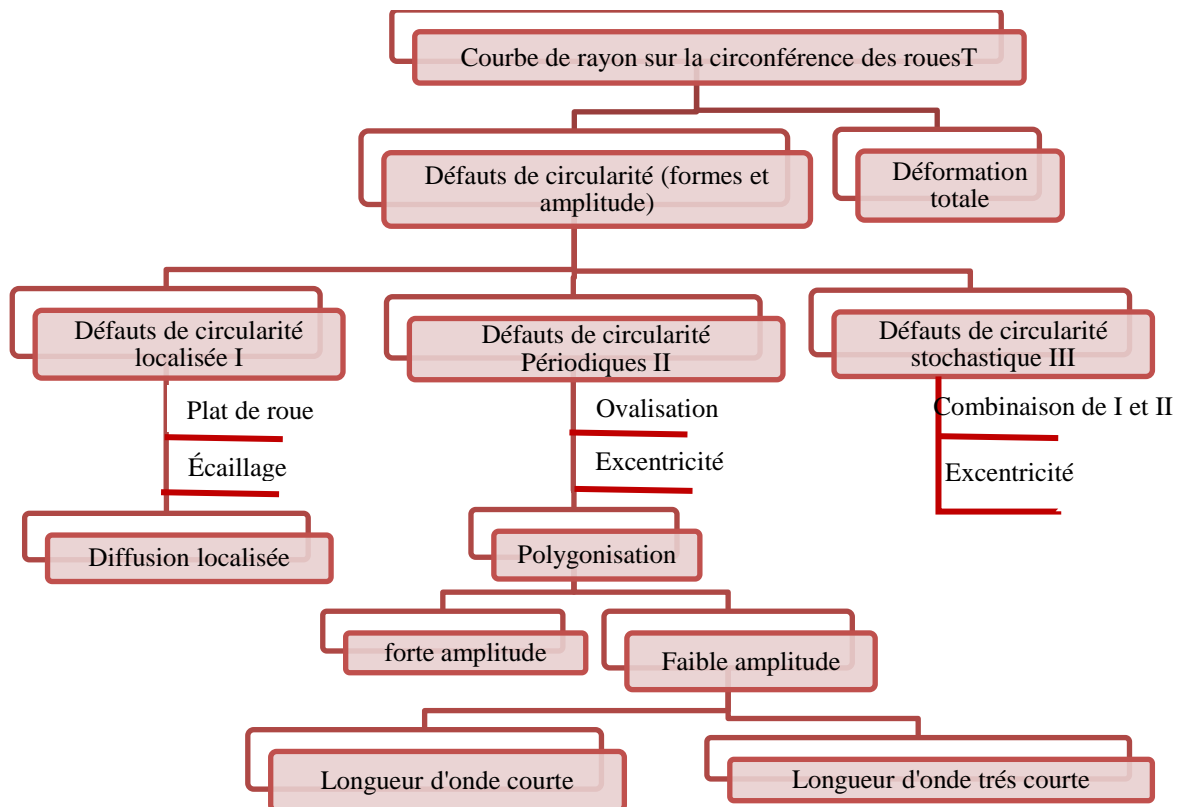 Courbe de rayon sur la circonférence des rouesT
Défauts de circularité (formes et
amplitude)
Déformation
totale
Défauts de circularité
localisée I
Défauts de circularité
Périodiques II
Défauts de circularité
stochastique III
Plat de roue
Écaillage
Ovalisation
Excentricité
Combinaison de I et II
Excentricité
Diffusion localisée
Polygonisation
forte amplitude
Faible amplitude
Longueur d'onde courte
Longueur d'onde trés courte